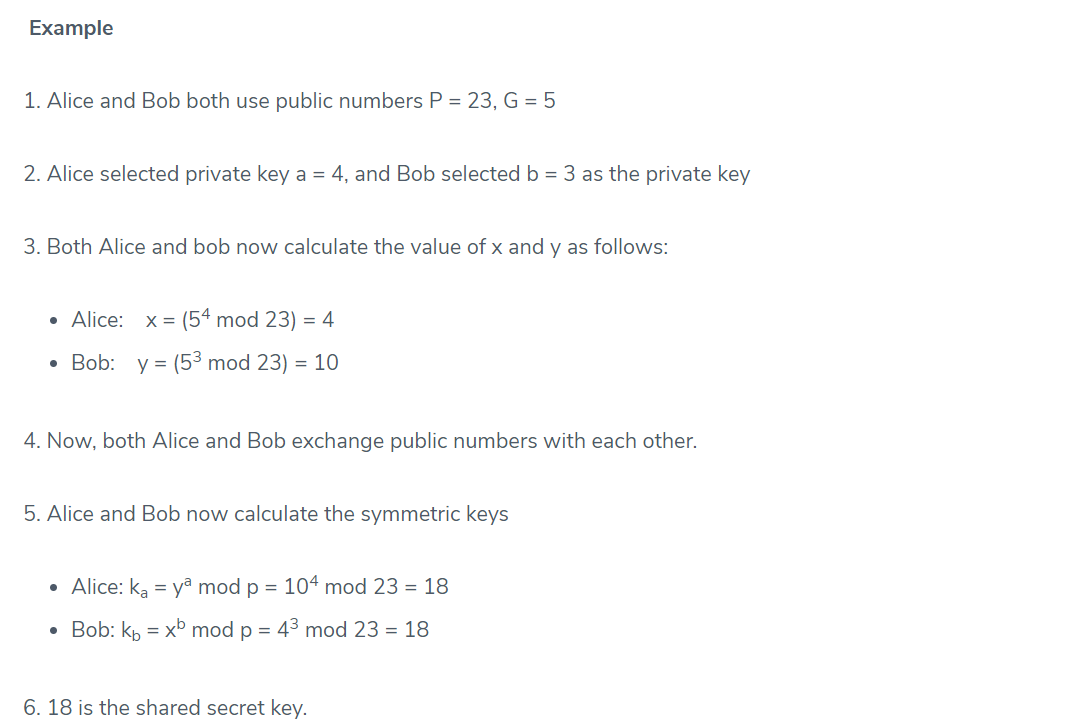 Example
1. Alice and Bob both use public numbers P = 23, G = 5
2. Alice selected private key a = 4, and Bob selected b = 3 as the private key
3. Both Alice and bob now calculate the value of x and y as follows:
• Alice: x = (5⁴ mod 23) = 4
• Bob: y = (5³ mod 23) = 10
4. Now, both Alice and Bob exchange public numbers with each other.
5. Alice and Bob now calculate the symmetric keys
• Alice: kₐ = yᵃ mod p = 10⁴ mod 23 = 18
• Bob: k_b = xᵇ mod p = 4³ mod 23 = 18
6. 18 is the shared secret key.